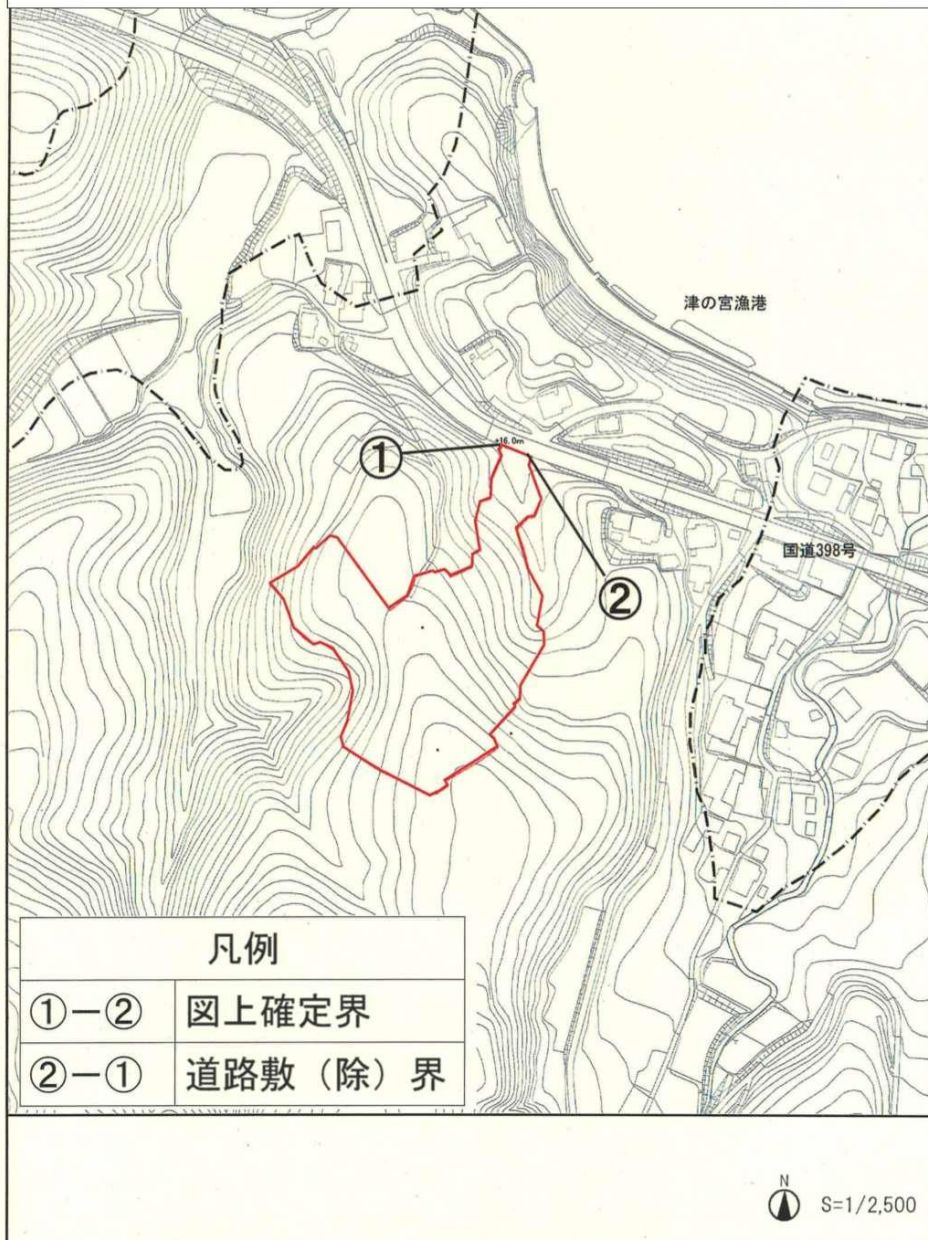 津の宮漁港
+16.0m
①
国道398号
②
凡例
①－② 図上確定界
②－① 道路敷（除）界
N
S=1/2,500